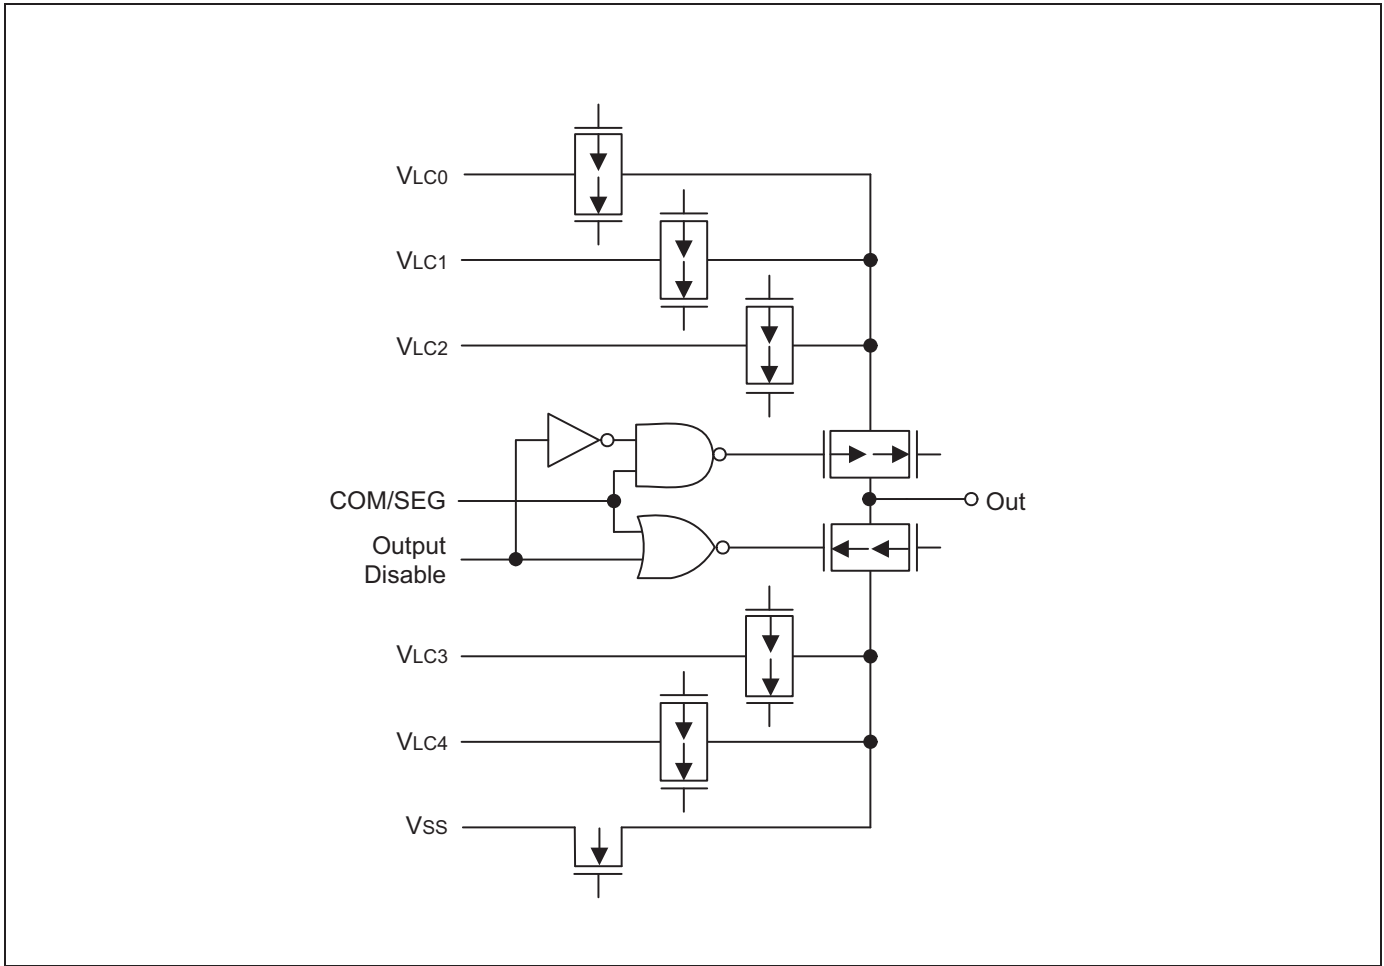 VLC0
VLC1
VLC2
COM/SEG
Out
Output
Disable
VLC3
VLC4
VSS